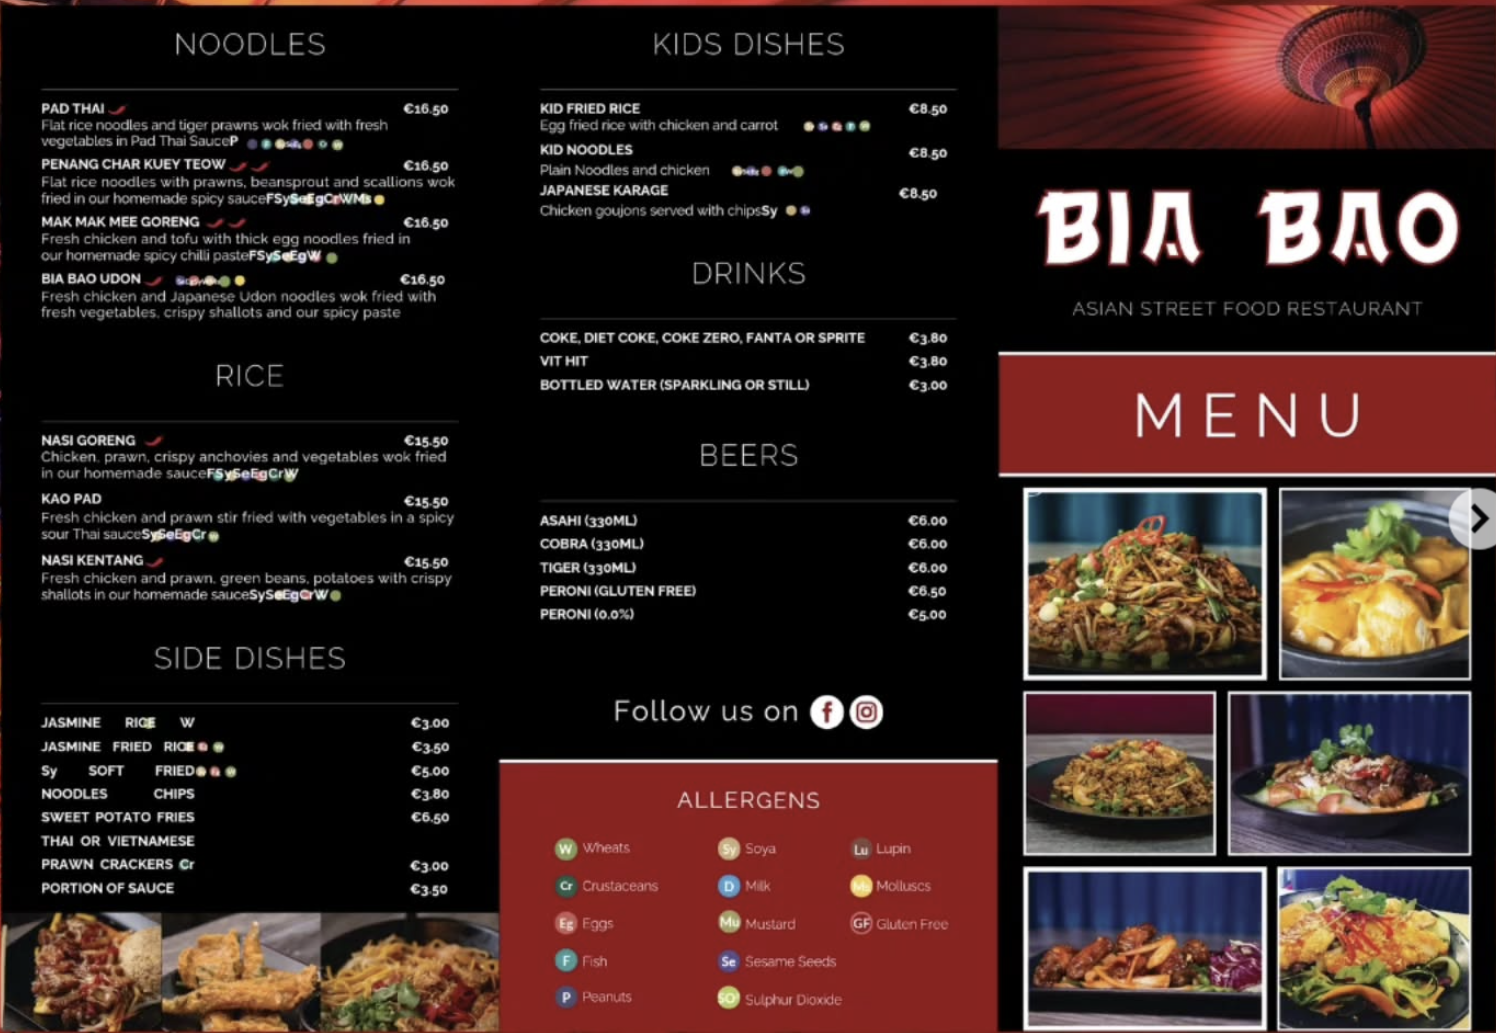 NOODLES
PAD THAI €16.50
Flat rice noodles and tiger prawns wok fried with fresh
vegetables in Pad Thai SauceP
PENANG CHAR KUEY TEOW €16.50
Flat rice noodles with prawns, beansprout and scallions wok
fried in our homemade spicy sauceFSySeEgCrWMs
MAK MAK MEE GORENG €16.50
Fresh chicken and tofu with thick egg noodles fried in
our homemade spicy chilli pasteFSySeEgW
BIA BAO UDON €16.50
Fresh chicken and Japanese Udon noodles wok fried with
fresh vegetables, crispy shallots and our spicy paste
RICE
NASI GORENG €15.50
Chicken, prawn, crispy anchovies and vegetables wok fried
in our homemade sauceFSySeEgCrW
KAO PAD €15.50
Fresh chicken and prawn stir fried with vegetables in a spicy
sour Thai sauceSySeEgCr
NASI KENTANG €15.50
Fresh chicken and prawn, green beans, potatoes with crispy
shallots in our homemade sauceSySeEgCrW
SIDE DISHES
JASMINE RICE W €3.00
JASMINE FRIED RICE €3.50
Sy SOFT FRIED €5.00
NOODLES CHIPS €3.80
SWEET POTATO FRIES €6.50
THAI OR VIETNAMESE
PRAWN CRACKERS Cr €3.00
PORTION OF SAUCE €3.50
KIDS DISHES
KID FRIED RICE €8.50
Egg fried rice with chicken and carrot
KID NOODLES €8.50
Plain Noodles and chicken
JAPANESE KARAGE €8.50
Chicken goujons served with chipsSy
DRINKS
COKE, DIET COKE, COKE ZERO, FANTA OR SPRITE €3.80
VIT HIT €3.80
BOTTLED WATER (SPARKLING OR STILL) €3.00
BEERS
ASAHI (330ML) €6.00
COBRA (330ML) €6.00
TIGER (330ML) €6.00
PERONI (GLUTEN FREE) €6.50
PERONI (0.0%) €5.00
Follow us on
ALLERGENS
W Wheats
Cr Crustaceans
Eg Eggs
F Fish
P Peanuts
Sy Soya
D Milk
Mu Mustard
Se Sesame Seeds
SO² Sulphur Dioxide
Lu Lupin
Ms Molluscs
GF Gluten Free
BIA BAO
ASIAN STREET FOOD RESTAURANT
MENU